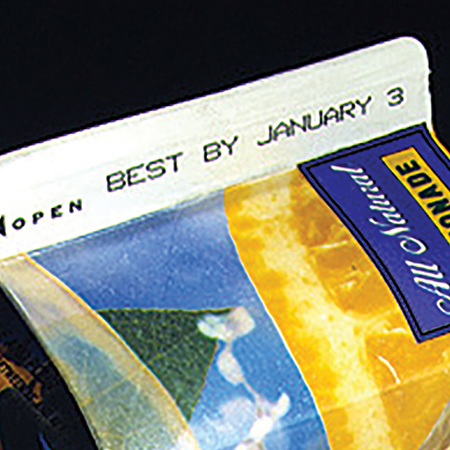 BEST BY JANUARY 3
OPEN
All Natural
ONADE